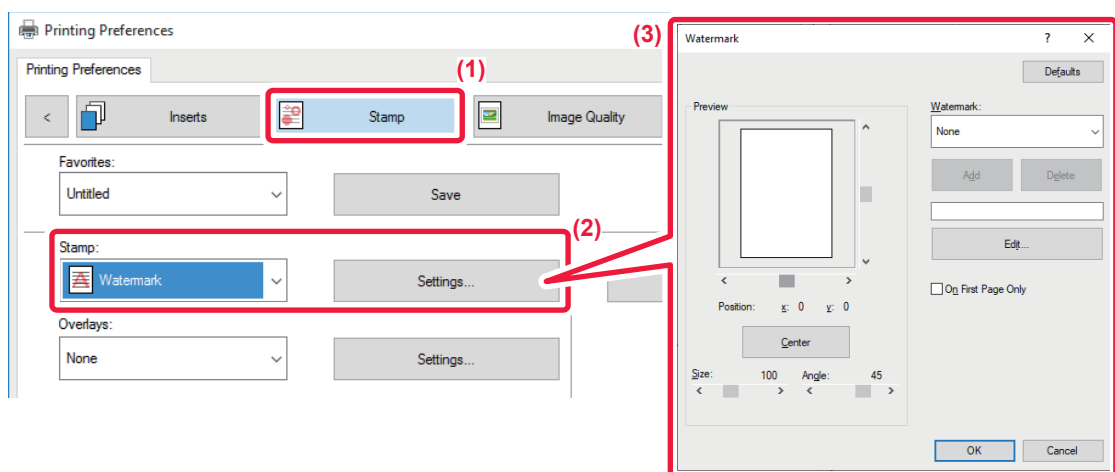 Printing Preferences
Printing Preferences
(1)
< Inserts Stamp Image Quality
Favorites:
Untitled Save
(2)
Stamp:
Watermark Settings...
Overlays:
None Settings...
(3)
Watermark ? ×
Defaults
Preview
Watermark:
None
Add Delete
Edit...
On First Page Only
Position: x: 0 y: 0
Center
Size: 100 Angle: 45
< > < >
OK Cancel